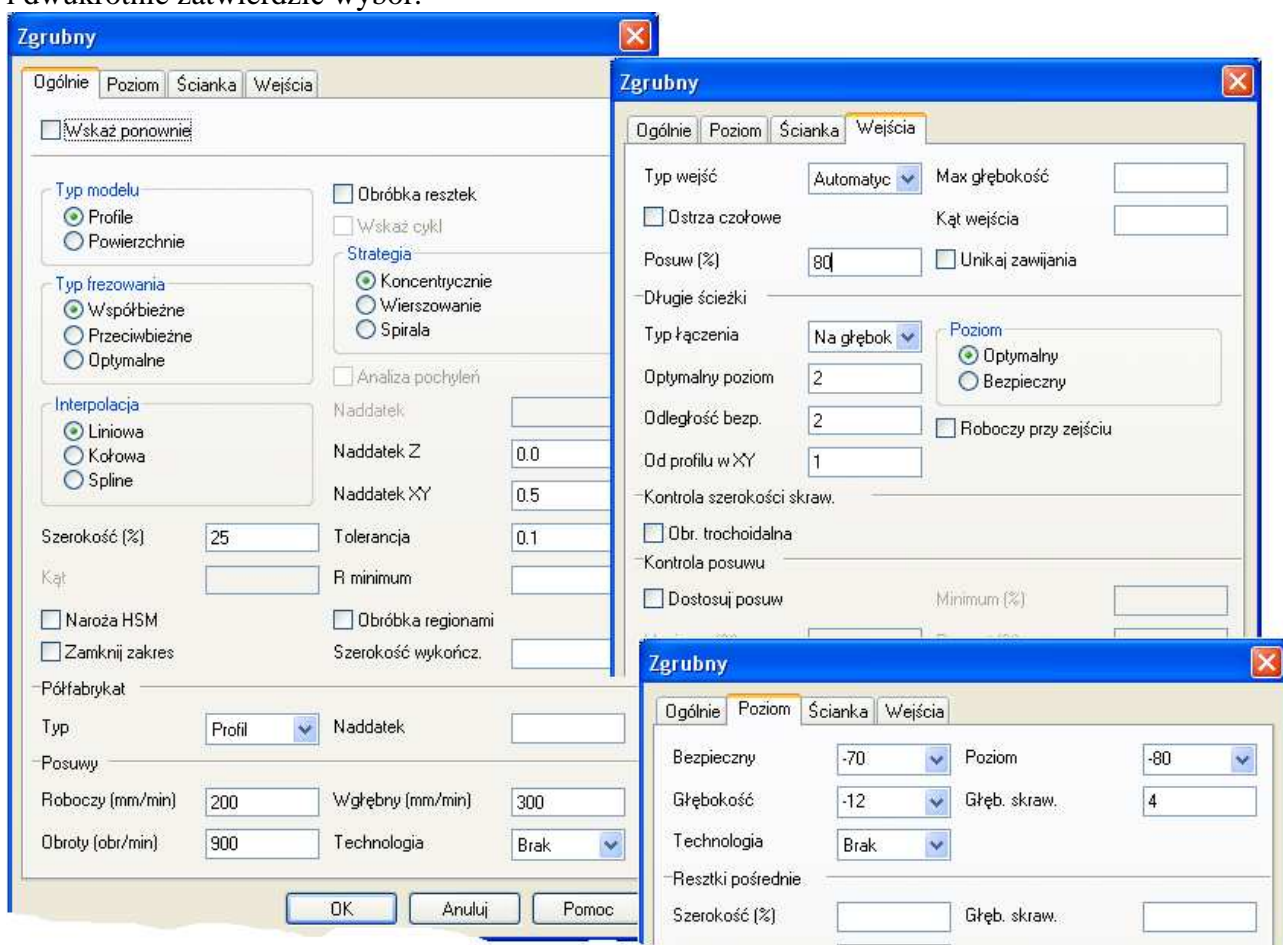 i dwukrotnie zatwierdzić wybór.
Zgrubny
Ogólnie Poziom Ścianka Wejścia
Wskaż ponownie
Typ modelu
Profile
Powierzchnie
Obróbka resztek
Wskaż cykl
Strategia
Koncentrycznie
Wierszowanie
Spirala
Typ frezowania
Współbieżne
Przeciwbieżne
Optymalne
Analiza pochyleń
Interpolacja
Liniowa
Kołowa
Spline
Naddatek
Naddatek Z 0.0
Naddatek XY 0.5
Szerokość (%) 25 Tolerancja 0.1
Kąt R minimum
Naroża HSM Obróbka regionami
Zamknij zakres Szerokość wykończ.
Półfabrykat
Typ Profil Naddatek
Posuwy
Roboczy (mm/min) 200 Wgłębny (mm/min) 300
Obroty (obr/min) 900 Technologia Brak
OK Anuluj Pomoc
Zgrubny
Ogólnie Poziom Ścianka Wejścia
Typ wejść Automatyc Max głębokość
Ostrza czołowe Kąt wejścia
Posuw (%) 80 Unikaj zawijania
Długie ścieżki
Typ łączenia Na głębok
Poziom
Optymalny
Bezpieczny
Optymalny poziom 2
Odległość bezp. 2 Roboczy przy zejściu
Od profilu w XY 1
Kontrola szerokości skraw.
Obr. trochoidalna
Kontrola posuwu
Dostosuj posuw Minimum (%)
Zgrubny
Ogólnie Poziom Ścianka Wejścia
Bezpieczny -70 Poziom -80
Głębokość -12 Głęb. skraw. 4
Technologia Brak
Resztki pośrednie
Szerokość (%) Głęb. skraw.